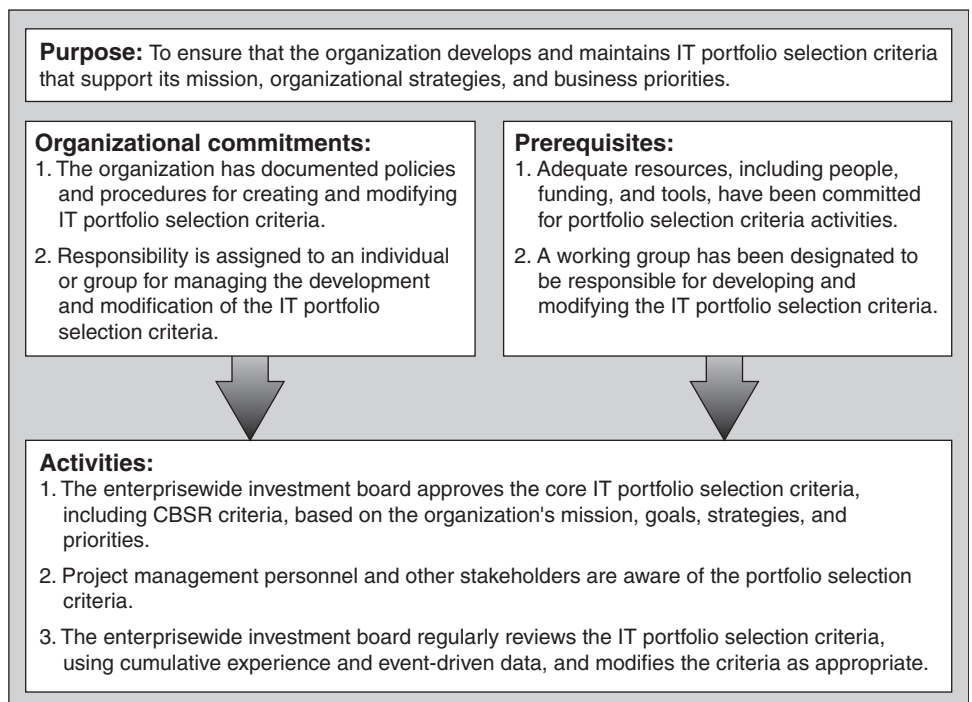 Purpose: To ensure that the organization develops and maintains IT portfolio selection criteria
that support its mission, organizational strategies, and business priorities.
Organizational commitments:
1. The organization has documented policies
and procedures for creating and modifying
IT portfolio selection criteria.
2. Responsibility is assigned to an individual
or group for managing the development
and modification of the IT portfolio
selection criteria.
Prerequisites:
1. Adequate resources, including people,
funding, and tools, have been committed
for portfolio selection criteria activities.
2. A working group has been designated to
be responsible for developing and
modifying the IT portfolio selection criteria.
Activities:
1. The enterprisewide investment board approves the core IT portfolio selection criteria,
including CBSR criteria, based on the organization's mission, goals, strategies, and
priorities.
2. Project management personnel and other stakeholders are aware of the portfolio selection
criteria.
3. The enterprisewide investment board regularly reviews the IT portfolio selection criteria,
using cumulative experience and event-driven data, and modifies the criteria as appropriate.